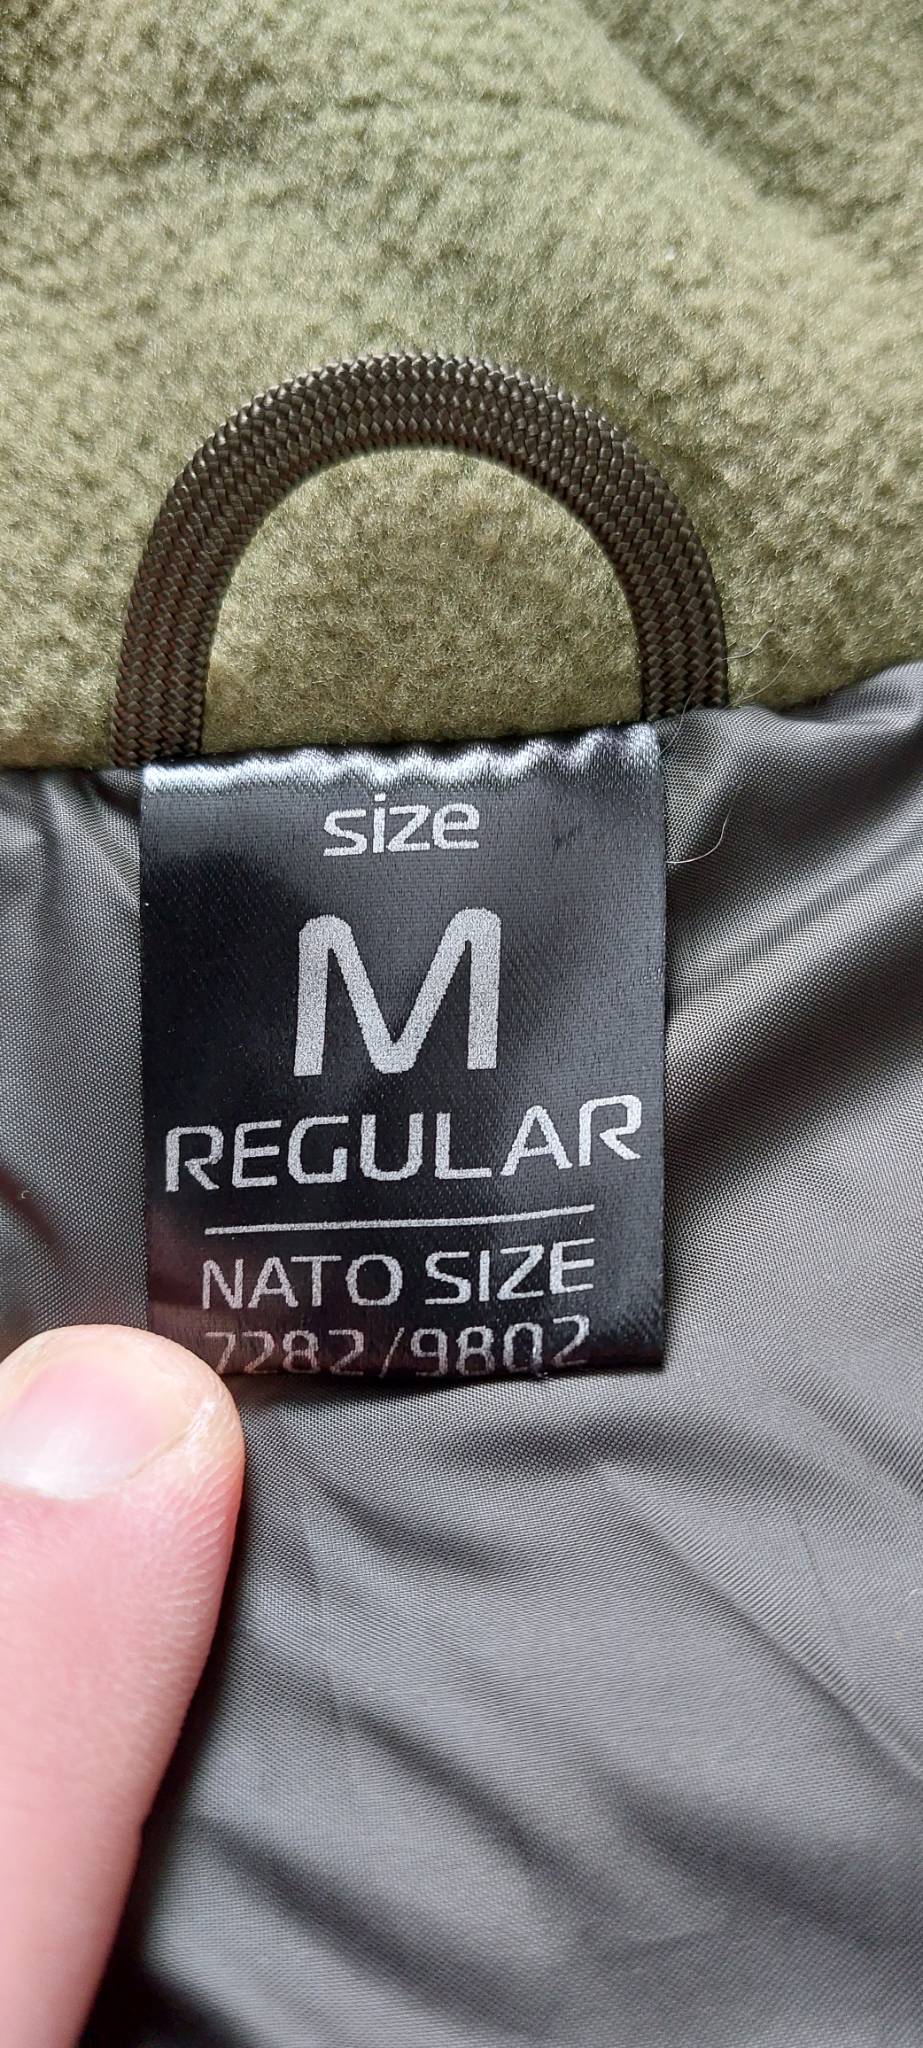 size
M
REGULAR
NATO SIZE
7282/9802